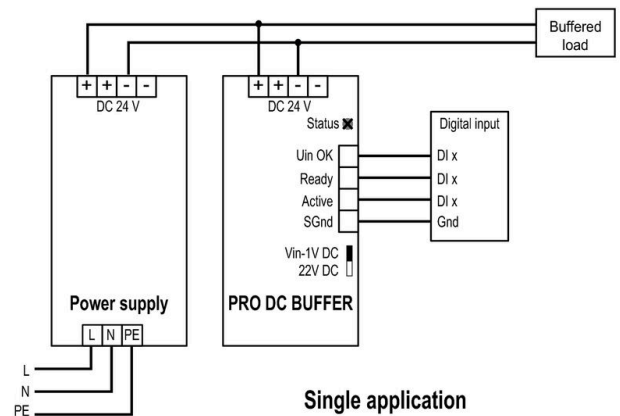 Buffered
load
+ + - -
DC 24 V
+ + - -
DC 24 V
Status
Digital input
Uin OK
DI x
Ready
DI x
Active
DI x
SGnd
Gnd
Vin-1V DC
22V DC
Power supply
PRO DC BUFFER
L N PE
L
N
PE
Single application